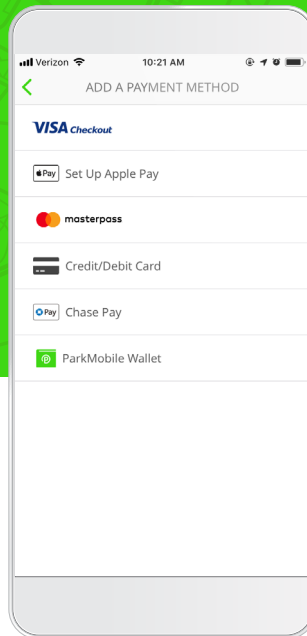 Verizon 10:21 AM
ADD A PAYMENT METHOD
VISA Checkout
Pay Set Up Apple Pay
masterpass
Credit/Debit Card
Pay Chase Pay
ParkMobile Wallet